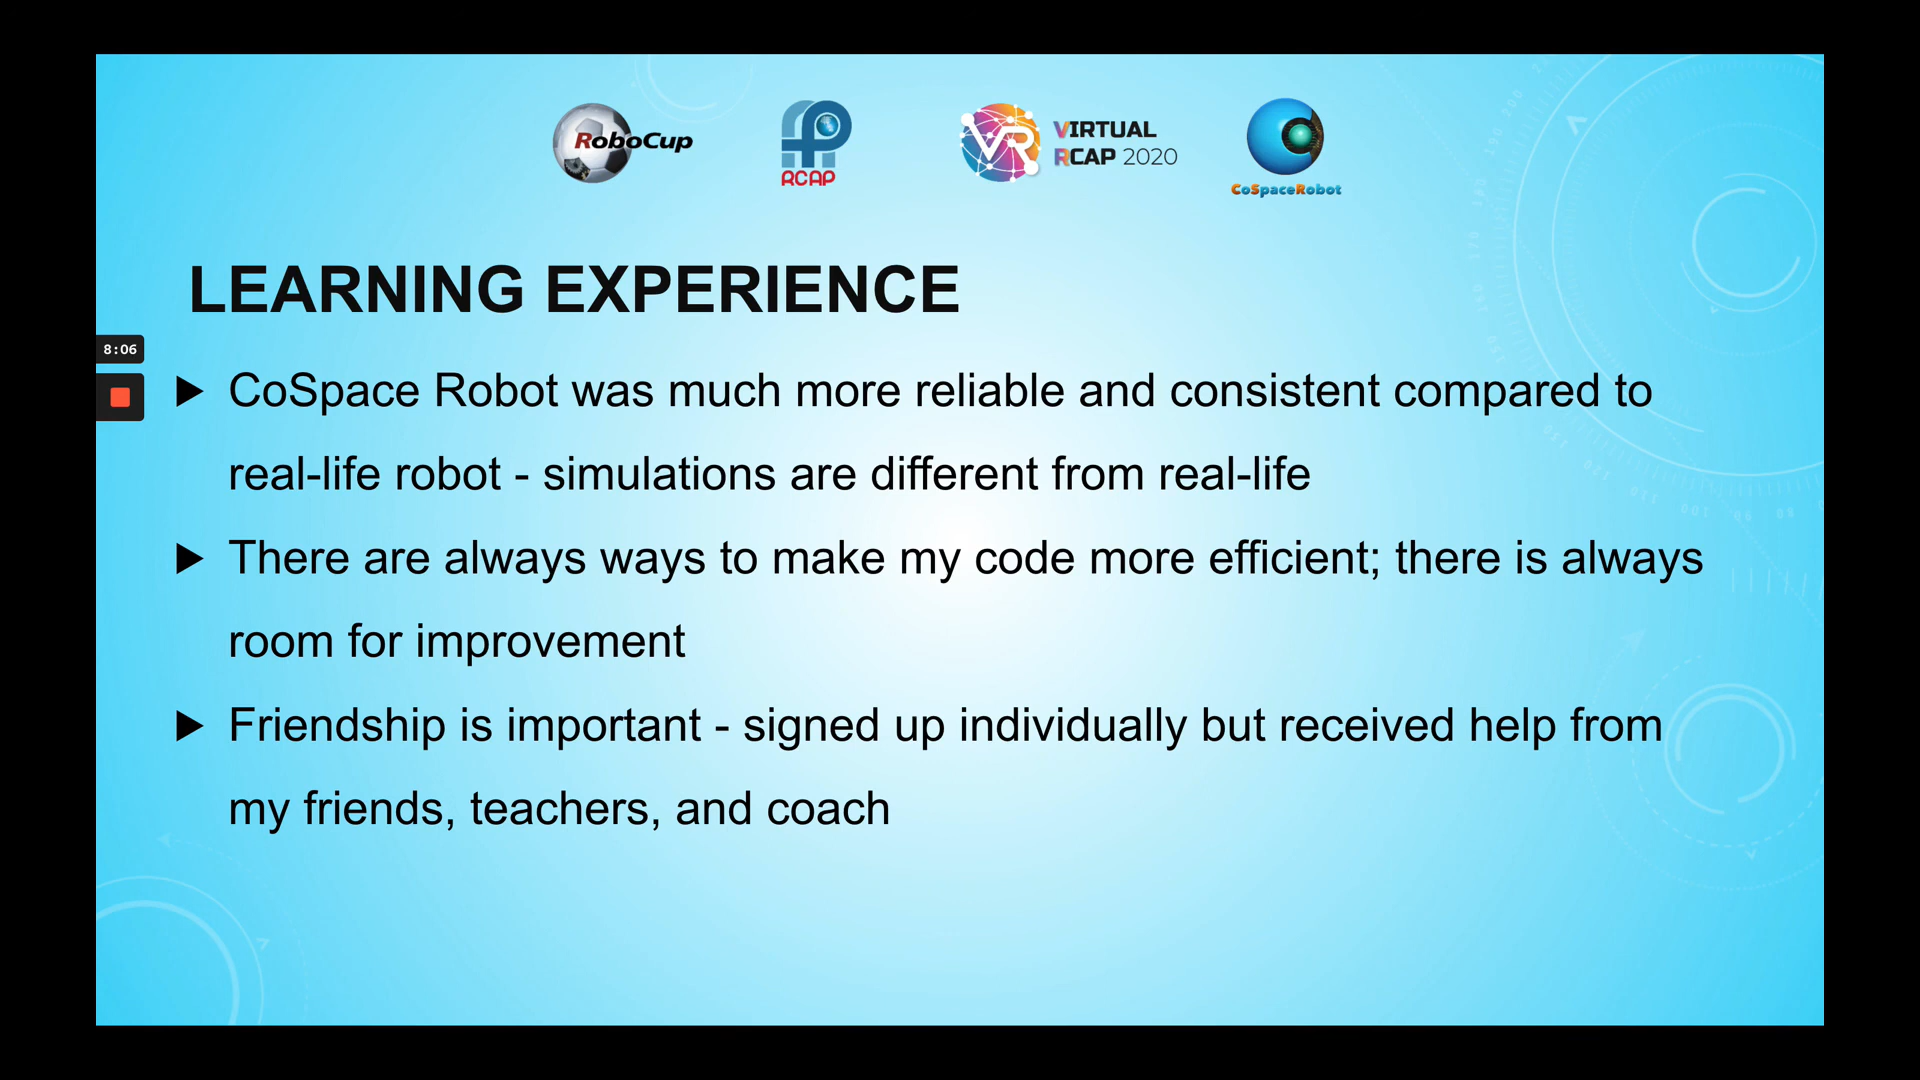 RoboCup
RCAP
VR
VIRTUAL
RCAP 2020
CoSpaceRobot
LEARNING EXPERIENCE
8:06
CoSpace Robot was much more reliable and consistent compared to
real-life robot - simulations are different from real-life
There are always ways to make my code more efficient; there is always
room for improvement
Friendship is important - signed up individually but received help from
my friends, teachers, and coach